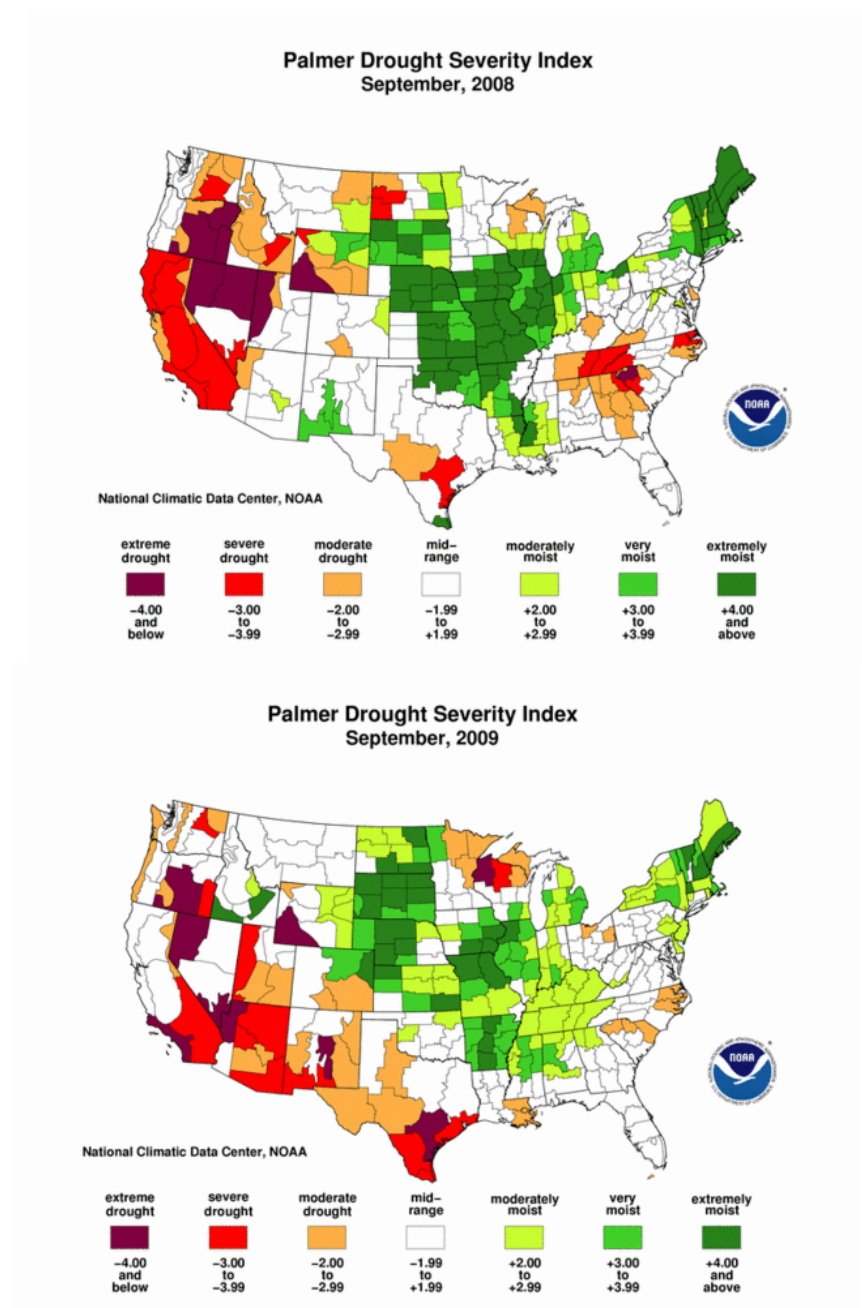 Palmer Drought Severity Index
September, 2008
NOAA
National Climatic Data Center, NOAA
extreme severe moderate mid– moderately very extremely
drought drought drought range moist moist moist
−4.00 −3.00 −2.00 −1.99 +2.00 +3.00 +4.00
and to to to to to and
below −3.99 −2.99 +1.99 +2.99 +3.99 above
Palmer Drought Severity Index
September, 2009
NOAA
National Climatic Data Center, NOAA
extreme severe moderate mid– moderately very extremely
drought drought drought range moist moist moist
−4.00 −3.00 −2.00 −1.99 +2.00 +3.00 +4.00
and to to to to to and
below −3.99 −2.99 +1.99 +2.99 +3.99 above